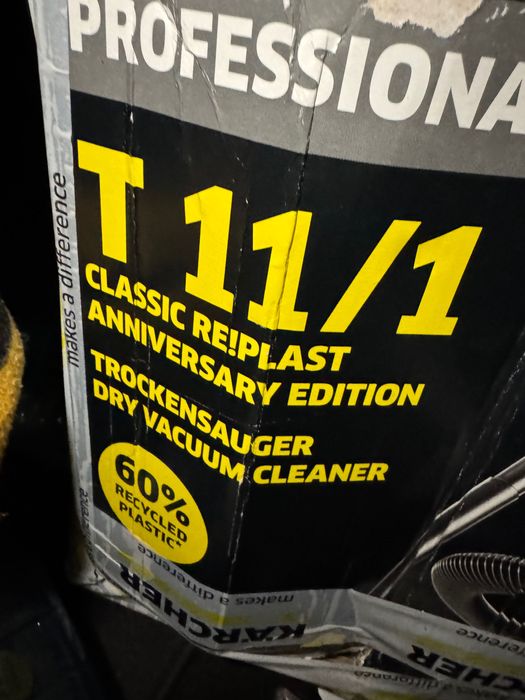 PROFESSIONA
T 11/1
CLASSIC RE!PLAST
ANNIVERSARY EDITION
TROCKENSAUGER
DRY VACUUM CLEANER
60%
RECYCLED
PLASTIC*
makes a difference
makes a difference
KÄRCHER
KÄRCHER